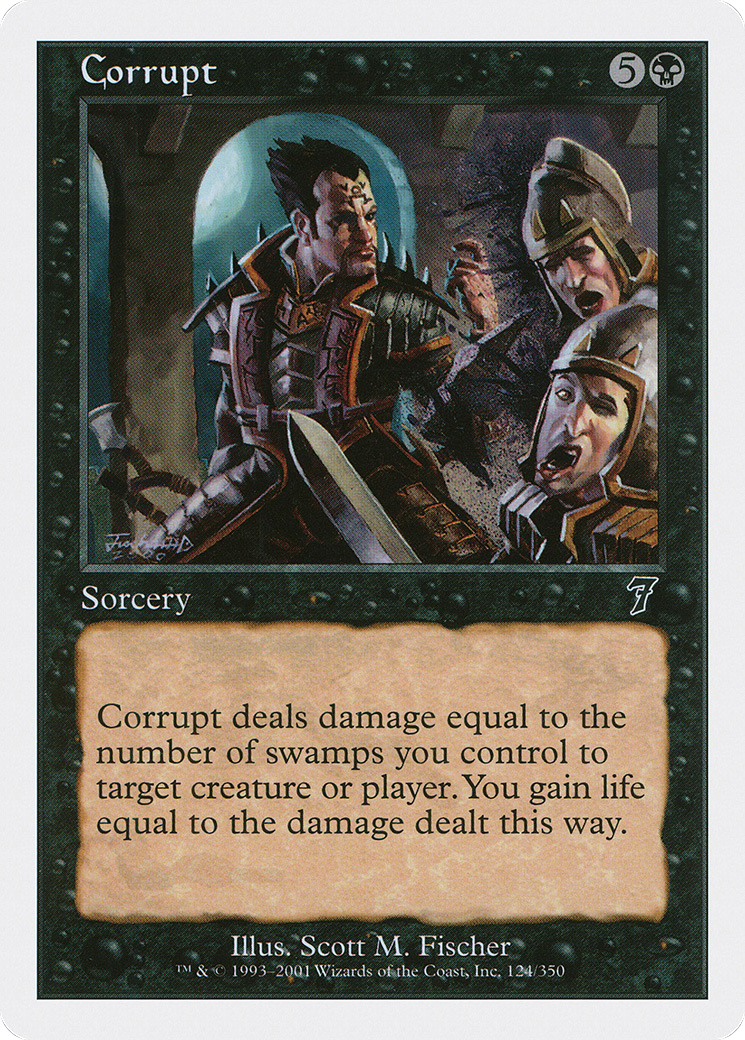 Corrupt 5
Sorcery 7
Corrupt deals damage equal to the
number of swamps you control to
target creature or player. You gain life
equal to the damage dealt this way.
Illus. Scott M. Fischer
™ & © 1993–2001 Wizards of the Coast, Inc. 124/350